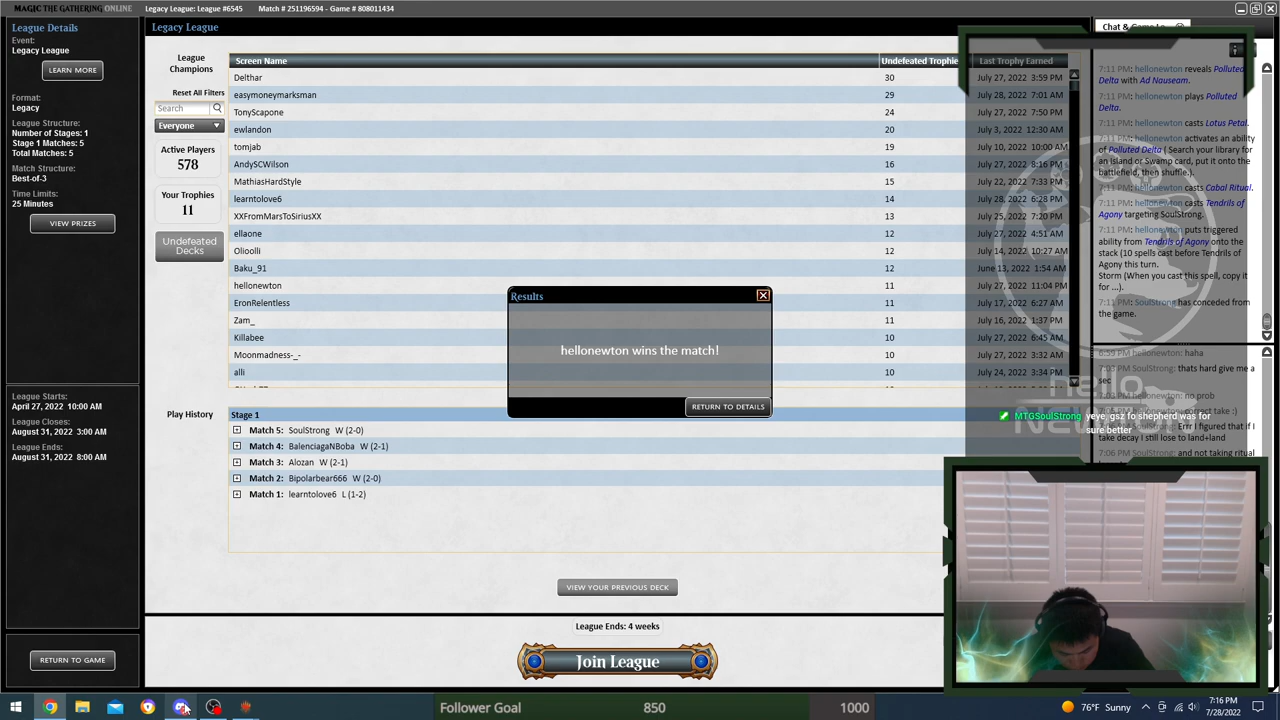 MAGIC THE GATHERING ONLINE
Legacy League: League #6545 Match # 251196594 - Game # 808011434
League Details
Event:
Legacy League
LEARN MORE
Format:
Legacy
League Structure:
Number of Stages: 1
Stage 1 Matches: 5
Total Matches: 5
Match Structure:
Best-of-3
Time Limits:
25 Minutes
VIEW PRIZES
League Starts:
April 27, 2022 10:00 AM
League Closes:
August 31, 2022 3:00 AM
League Ends:
August 31, 2022 8:00 AM
RETURN TO GAME
Legacy League
League Champions
Reset All Filters
Search
Everyone
Active Players
578
Your Trophies
11
Undefeated Decks
Screen Name Undefeated Trophies Last Trophy Earned
Delthar 30 July 27, 2022 3:59 PM
easymoneymarksman 29 July 28, 2022 7:01 AM
TonyScapone 24 July 27, 2022 7:50 PM
ewlandon 20 July 3, 2022 12:30 AM
tomjab 19 July 10, 2022 10:00 AM
AndySCWilson 16 July 27, 2022 8:16 PM
MathiasHardStyle 15 July 22, 2022 7:33 PM
learntolove6 14 July 28, 2022 6:28 PM
XXFromMarsToSiriusXX 13 July 25, 2022 7:20 PM
ellaone 12 July 27, 2022 4:51 AM
Olioolli 12 July 14, 2022 10:27 AM
Baku_91 12 June 13, 2022 1:54 AM
hellonewton 11 July 27, 2022 11:04 PM
EronRelentless 11 July 17, 2022 6:27 AM
Zam_ 11 July 16, 2022 1:37 PM
Killabee 10 July 27, 2022 6:45 AM
Moonmadness-_- 10 July 27, 2022 3:32 AM
alli 10 July 24, 2022 3:34 PM
Results
hellonewton wins the match!
RETURN TO DETAILS
Play History
Stage 1
Match 5: SoulStrong W (2-0)
Match 4: BalenciagaNBoba W (2-1)
Match 3: Alozan W (2-1)
Match 2: Bipolarbear666 W (2-0)
Match 1: learntolove6 L (1-2)
VIEW YOUR PREVIOUS DECK
League Ends: 4 weeks
Join League
Chat & Game Lo
7:11 PM: hellonewton reveals Polluted
Delta with Ad Nauseam.
7:11 PM: hellonewton plays Polluted
Delta.
7:11 PM: hellonewton casts Lotus Petal.
7:11 PM: hellonewton activates an ability
of Polluted Delta ( Search your library for
an Island or Swamp card, put it onto the
battlefield, then shuffle.).
7:11 PM: hellonewton casts Cabal Ritual.
7:11 PM: hellonewton casts Tendrils of
Agony targeting SoulStrong.
7:11 PM: hellonewton puts triggered
ability from Tendrils of Agony onto the
stack (10 spells cast before Tendrils of
Agony this turn.
Storm (When you cast this spell, copy it
for ...).
7:11 PM: SoulStrong has conceded from
the game.
6:59 PM hellonewton: haha
7:03 PM SoulStrong: thats hard give me a
sec
7:03 PM hellonewton: no prob
correct take :)
SoulStrong: Errr I figured that if I
take decay I still lose to land+land
7:06 PM SoulStrong: and not taking ritual
hello
MTGSoulStrong yeye, gsz fo shepherd was for
sure better
Follower Goal 850 1000
76°F Sunny
7:16 PM
7/28/2022